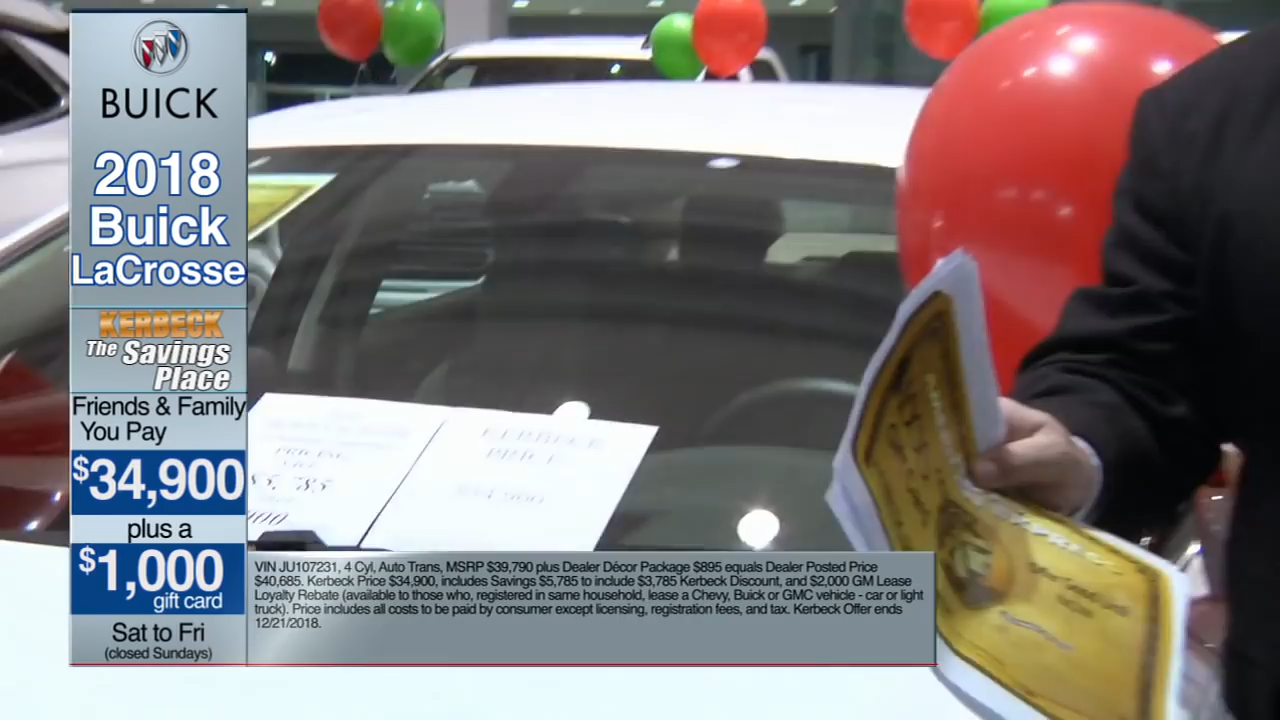 BUICK
2018
Buick
LaCrosse
KERBECK
The Savings
Place
Friends & Family
You Pay
$34,900
plus a
$1,000
gift card
Sat to Fri
(closed Sundays)
VIN JU107231, 4 Cyl, Auto Trans, MSRP $39,790 plus Dealer Décor Package $895 equals Dealer Posted Price
$40,685. Kerbeck Price $34,900, includes Savings $5,785 to include $3,785 Kerbeck Discount, and $2,000 GM Lease
Loyalty Rebate (available to those who, registered in same household, lease a Chevy, Buick or GMC vehicle - car or light
truck). Price includes all costs to be paid by consumer except licensing, registration fees, and tax. Kerbeck Offer ends
12/21/2018.
KERBECK
PRICE